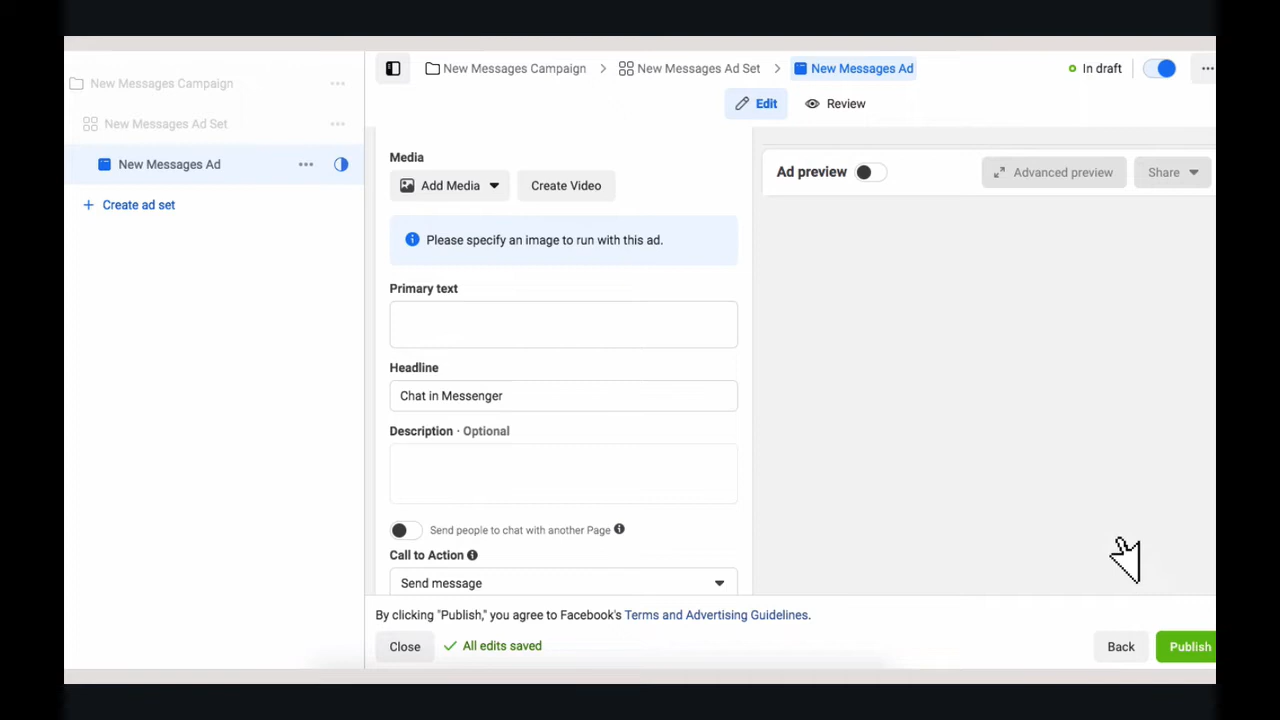 New Messages Campaign
New Messages Ad Set
New Messages Ad
+ Create ad set
New Messages Campaign > New Messages Ad Set > New Messages Ad
In draft
Edit
Review
Media
Add Media
Create Video
Please specify an image to run with this ad.
Primary text
Headline
Chat in Messenger
Description · Optional
Send people to chat with another Page
Call to Action
Send message
Ad preview
Advanced preview
Share
By clicking "Publish," you agree to Facebook's Terms and Advertising Guidelines.
Close
All edits saved
Back
Publish